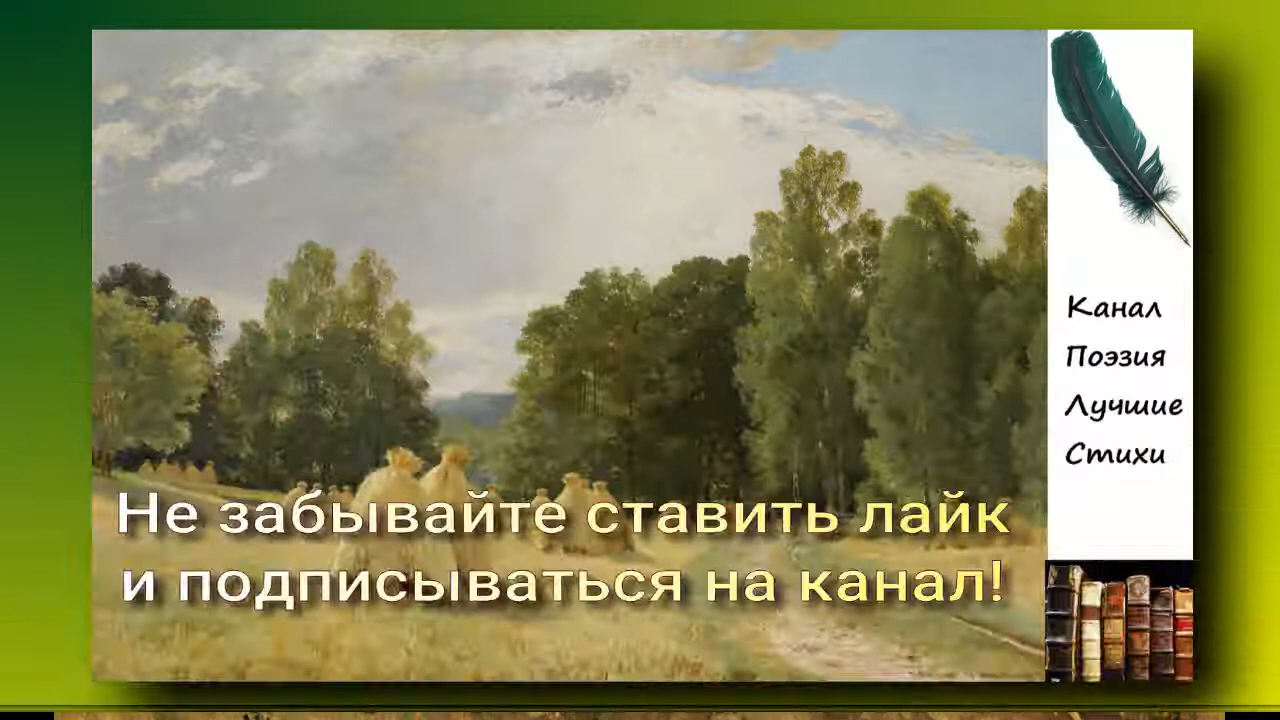 Канал
Поэзия
Лучшие
Стихи
Не забывайте ставить лайк
и подписываться на канал!